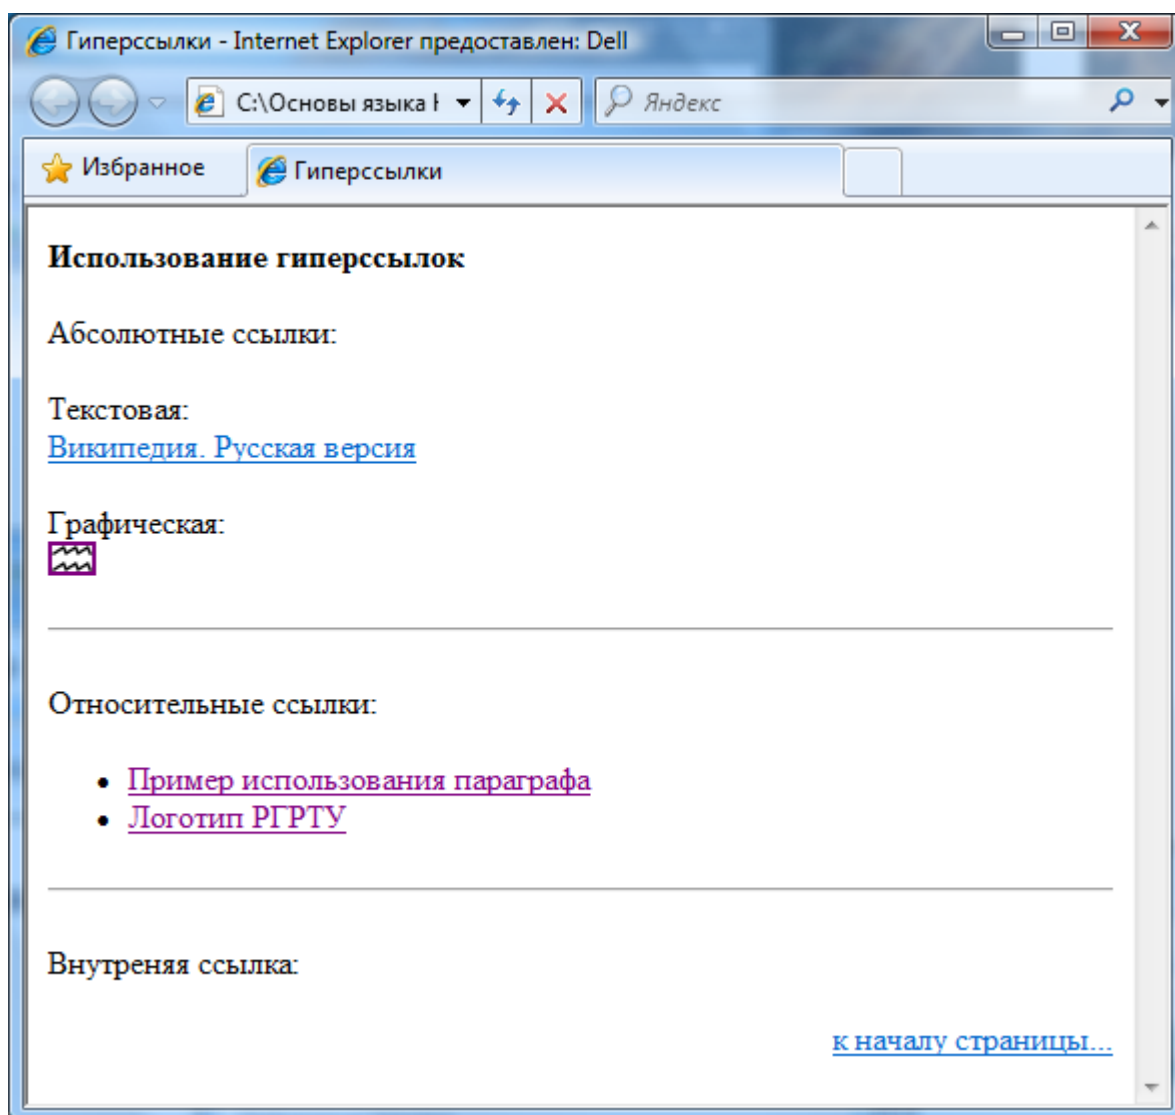 Гиперссылки - Internet Explorer предоставлен: Dell
C:\Основы языка Яндекс
Избранное Гиперссылки
Использование гиперссылок
Абсолютные ссылки:
Текстовая:
Википедия. Русская версия
Графическая:
Относительные ссылки:
Пример использования параграфа
Логотип РГРТУ
Внутреняя ссылка:
к началу страницы...